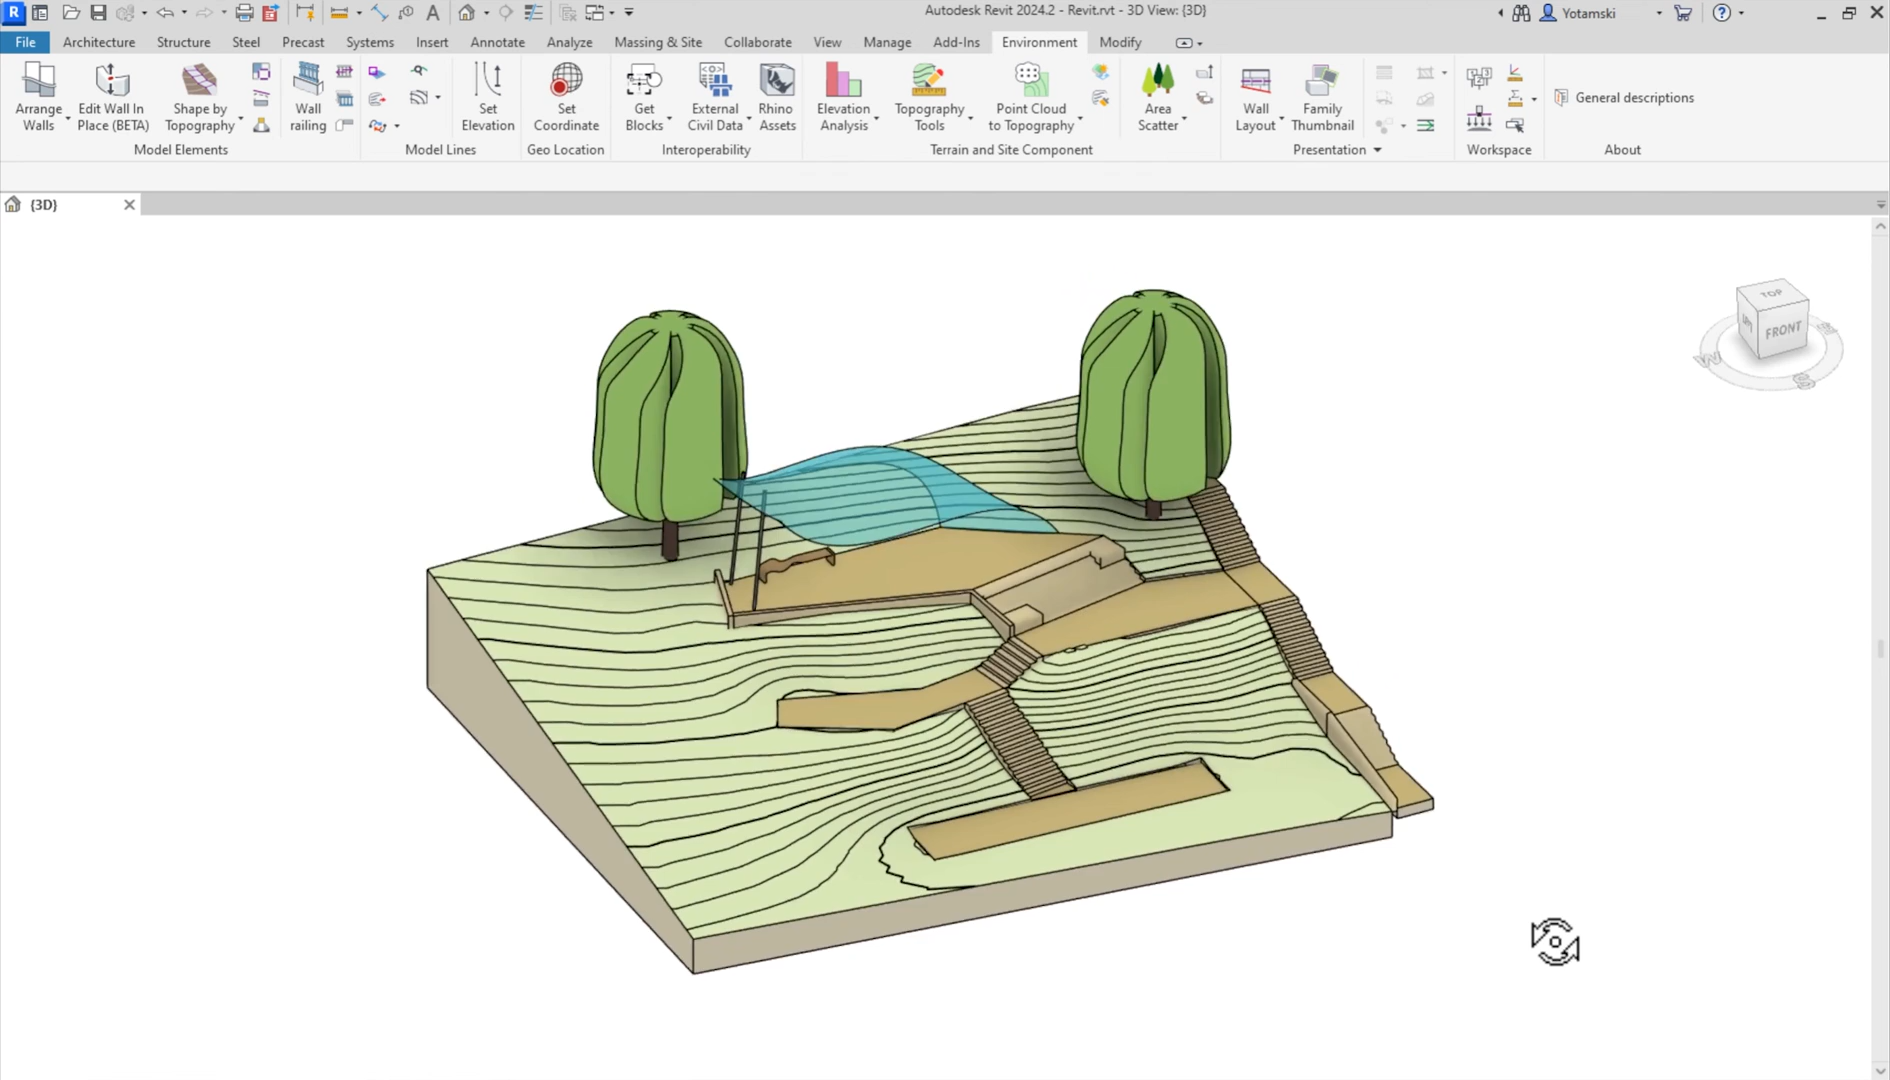 R
A
Autodesk Revit 2024.2 - Revit.rvt - 3D View: {3D}
Yotamski
File Architecture Structure Steel Precast Systems Insert Annotate Analyze Massing & Site Collaborate View Manage Add-Ins Environment Modify
Arrange Walls
Edit Wall In Place (BETA)
Shape by Topography
Wall railing
Set Elevation
Set Coordinate
Get Blocks
External Civil Data
Rhino Assets
Elevation Analysis
Topography Tools
Point Cloud to Topography
Area Scatter
Wall Layout
Family Thumbnail
General descriptions
Model Elements Model Lines Geo Location Interoperability Terrain and Site Component Presentation Workspace About
{3D}
TOP
FRONT
W
S